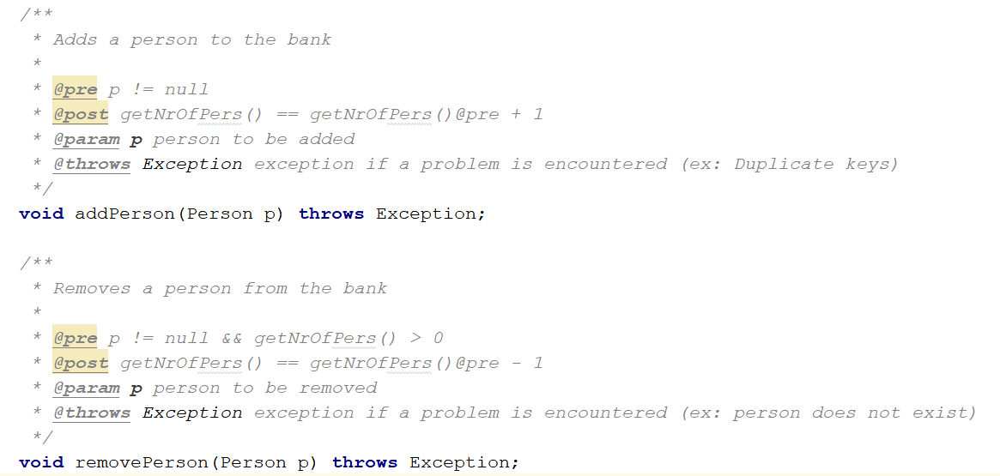 /**
 * Adds a person to the bank
 *
 * @pre p != null
 * @post getNrOfPers() == getNrOfPers()@pre + 1
 * @param p person to be added
 * @throws Exception exception if a problem is encountered (ex: Duplicate keys)
 */
void addPerson(Person p) throws Exception;
/**
 * Removes a person from the bank
 *
 * @pre p != null && getNrOfPers() > 0
 * @post getNrOfPers() == getNrOfPers()@pre - 1
 * @param p person to be removed
 * @throws Exception exception if a problem is encountered (ex: person does not exist)
 */
void removePerson(Person p) throws Exception;